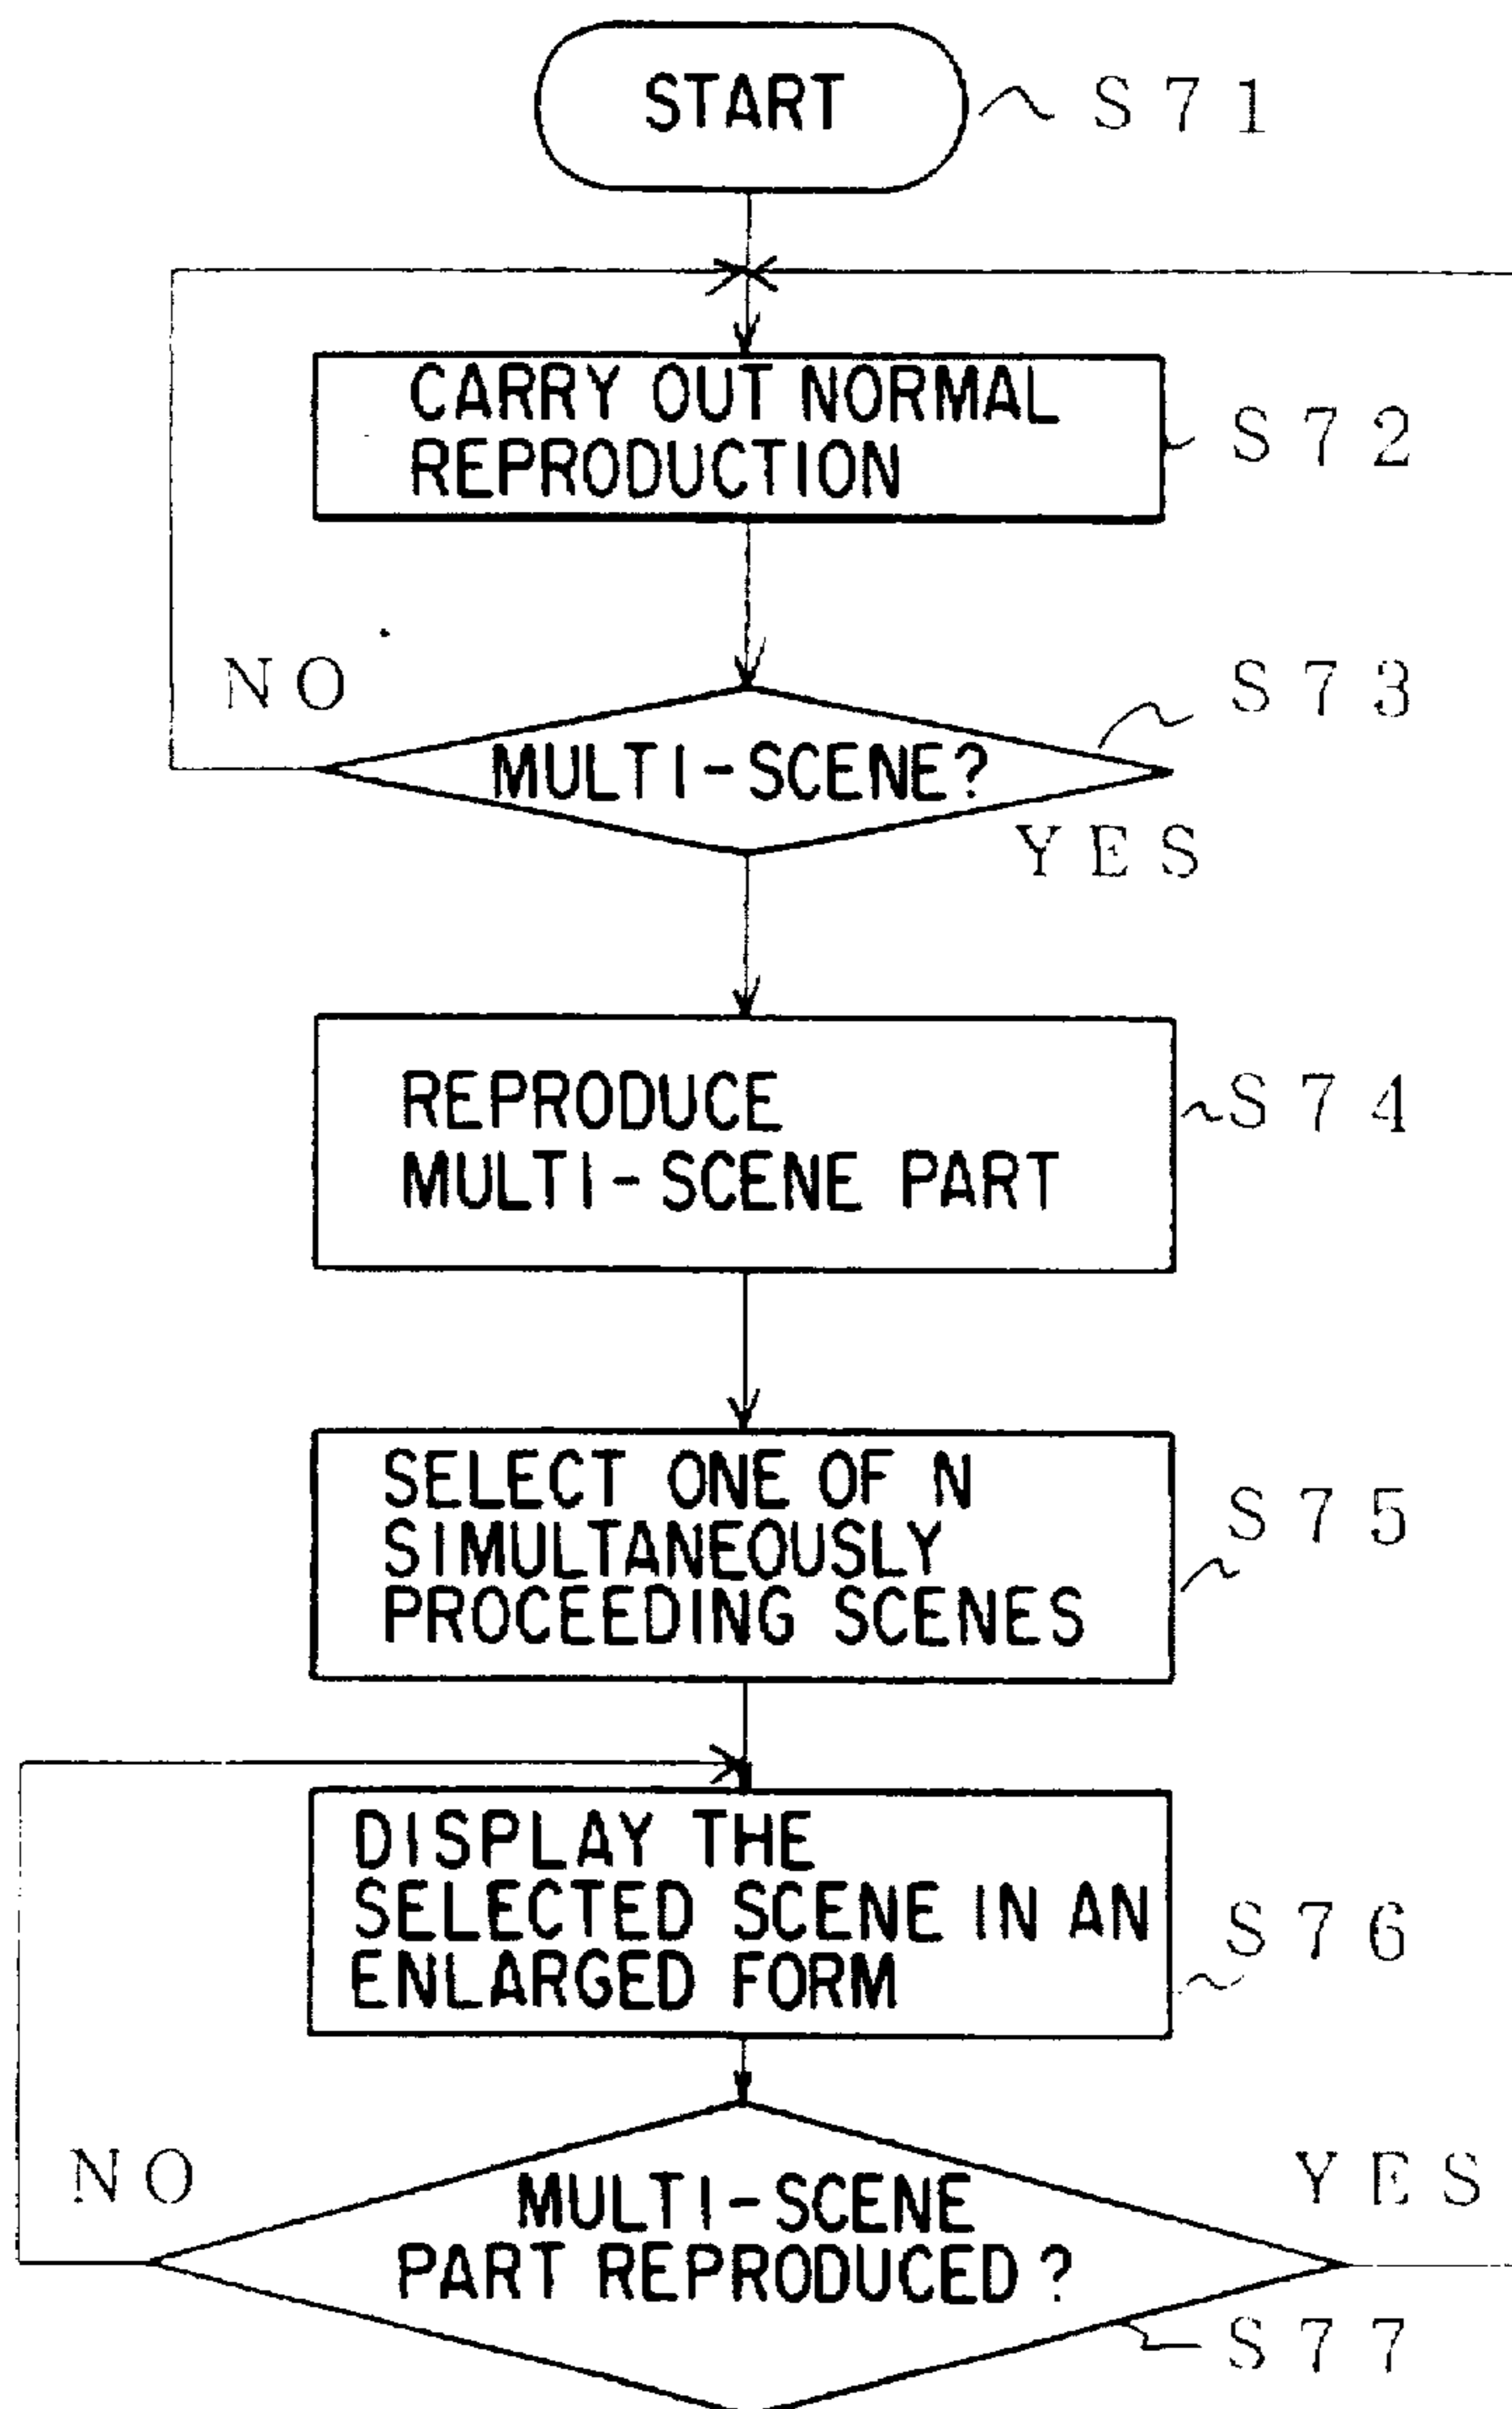 START
S71
CARRY OUT NORMAL
REPRODUCTION
S72
NO
S73
MULTI-SCENE?
YES
REPRODUCE
MULTI-SCENE PART
S74
SELECT ONE OF N
SIMULTANEOUSLY
PROCEEDING SCENES
S75
DISPLAY THE
SELECTED SCENE IN AN
ENLARGED FORM
S76
NO
YES
MULTI-SCENE
PART REPRODUCED?
S77